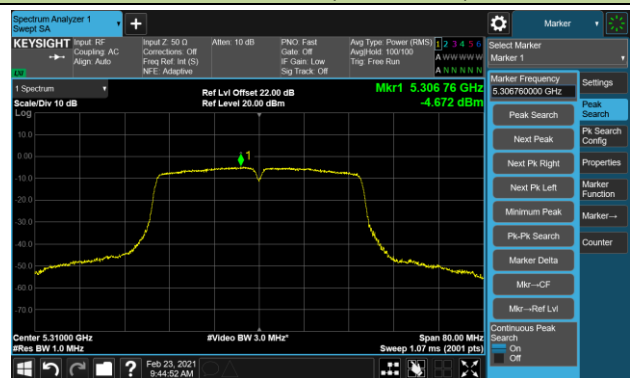 Spectrum Analyzer 1
Swept SA
Marker
KEYSIGHT
Input: RF
Coupling: AC
Align: Auto
Input Z: 50 Ω
Corrections: Off
Freq Ref: Int (S)
NFE: Adaptive
Atten: 10 dB
PNO: Fast
Gate: Off
IF Gain: Low
Sig Track: Off
Avg Type: Power (RMS)
Avg|Hold: 100/100
Trig: Free Run
1 2 3 4 5 6
A W W W W W
A N N N N N
Select Marker
Marker 1
LXI
1 Spectrum
Scale/Div 10 dB
Ref Lvl Offset 22.00 dB
Ref Level 20.00 dBm
Mkr1 5.306 76 GHz
-4.672 dBm
Log
10.0
0.00
-10.0
-20.0
-30.0
-40.0
-50.0
-60.0
-70.0
1
Center 5.31000 GHz
#Res BW 1.0 MHz
#Video BW 3.0 MHz*
Span 80.00 MHz
Sweep 1.07 ms (2001 pts)
Marker Frequency
5.306760000 GHz
Peak Search
Next Peak
Next Pk Right
Next Pk Left
Minimum Peak
Pk-Pk Search
Marker Delta
Mkr→CF
Mkr→Ref Lvl
Continuous Peak
Search
On
Off
Settings
Peak
Search
Pk Search
Config
Properties
Marker
Function
Marker→
Counter
?
Feb 23, 2021
9:44:52 AM